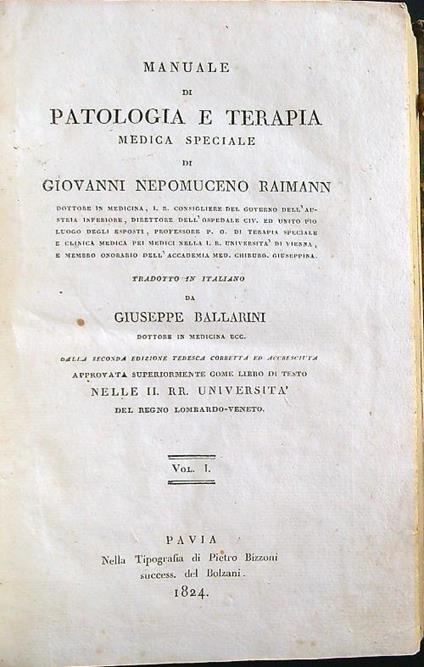 MANUALE
DI
PATOLOGIA E TERAPIA
MEDICA SPECIALE
DI
GIOVANNI NEPOMUCENO RAIMANN
DOTTORE IN MEDICINA, I. R. CONSIGLIERE DEL GOVERNO DELL'AU-
STRIA INFERIORE, DIRETTORE DELL'OSPEDALE CIV. ED UNITO PIO
LUOGO DEGLI ESPOSTI, PROFESSORE P. O. DI TERAPIA SPECIALE
E CLINICA MEDICA PEI MEDICI NELLA I. R. UNIVERSITA' DI VIENNA,
E MEMBRO ONORARIO DELL'ACCADEMIA MED. CHIRURG. GIUSEPPINA.
TRADOTTO IN ITALIANO
DA
GIUSEPPE BALLARINI
DOTTORE IN MEDICINA ECC.
DALLA SECONDA EDIZIONE TEDESCA CORRETTA ED ACCRESCIUTA
APPROVATA SUPERIORMENTE COME LIBRO DI TESTO
NELLE II. RR. UNIVERSITA'
DEL REGNO LOMBARDO-VENETO.
VOL. I.
PAVIA
Nella Tipografia di Pietro Bizzoni
success. del Bolzani.
1824.